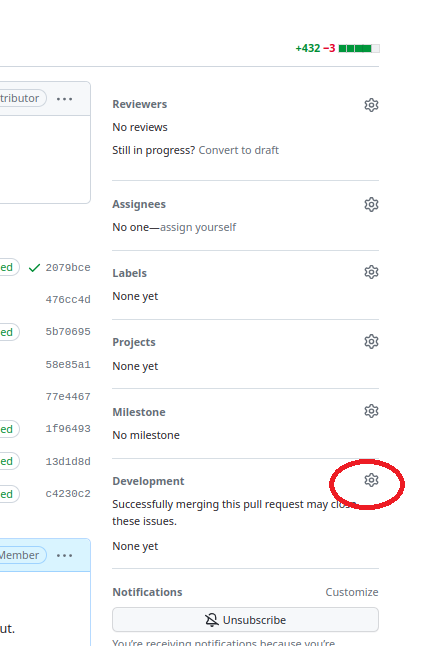 +432 −3
tributor
Reviewers
No reviews
Still in progress? Convert to draft
Assignees
No one—assign yourself
ed 2079bce
Labels
476cc4d
None yet
ed 5b70695
Projects
58e85a1
None yet
77e4467
Milestone
ed 1f96493
No milestone
ed 13d1d8d
Development
ed c4230c2
Successfully merging this pull request may close
these issues.
None yet
Member
Notifications Customize
Unsubscribe
ut.
You're receiving notifications because you're